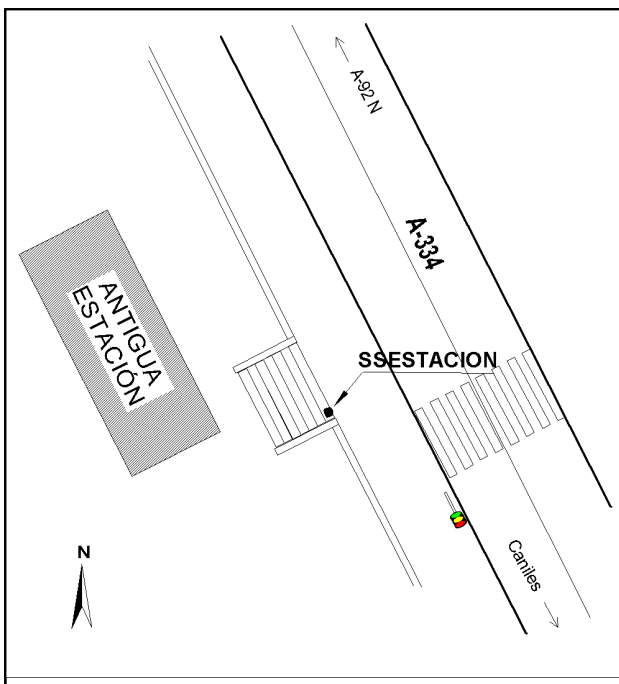 A-92 N
A-334
ANTIGUA
ESTACIÓN
SSESTACION
N
Caniles